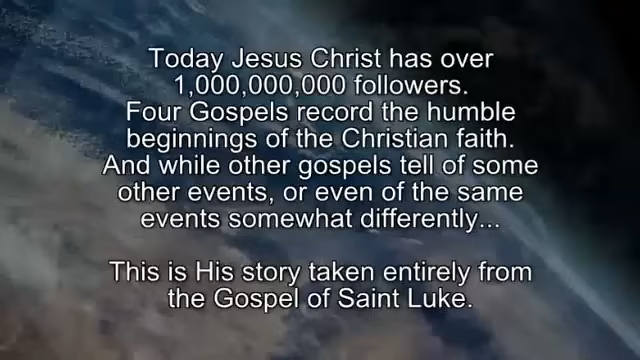 Today Jesus Christ has over
1,000,000,000 followers.
Four Gospels record the humble
beginnings of the Christian faith.
And while other gospels tell of some
other events, or even of the same
events somewhat differently...
This is His story taken entirely from
the Gospel of Saint Luke.